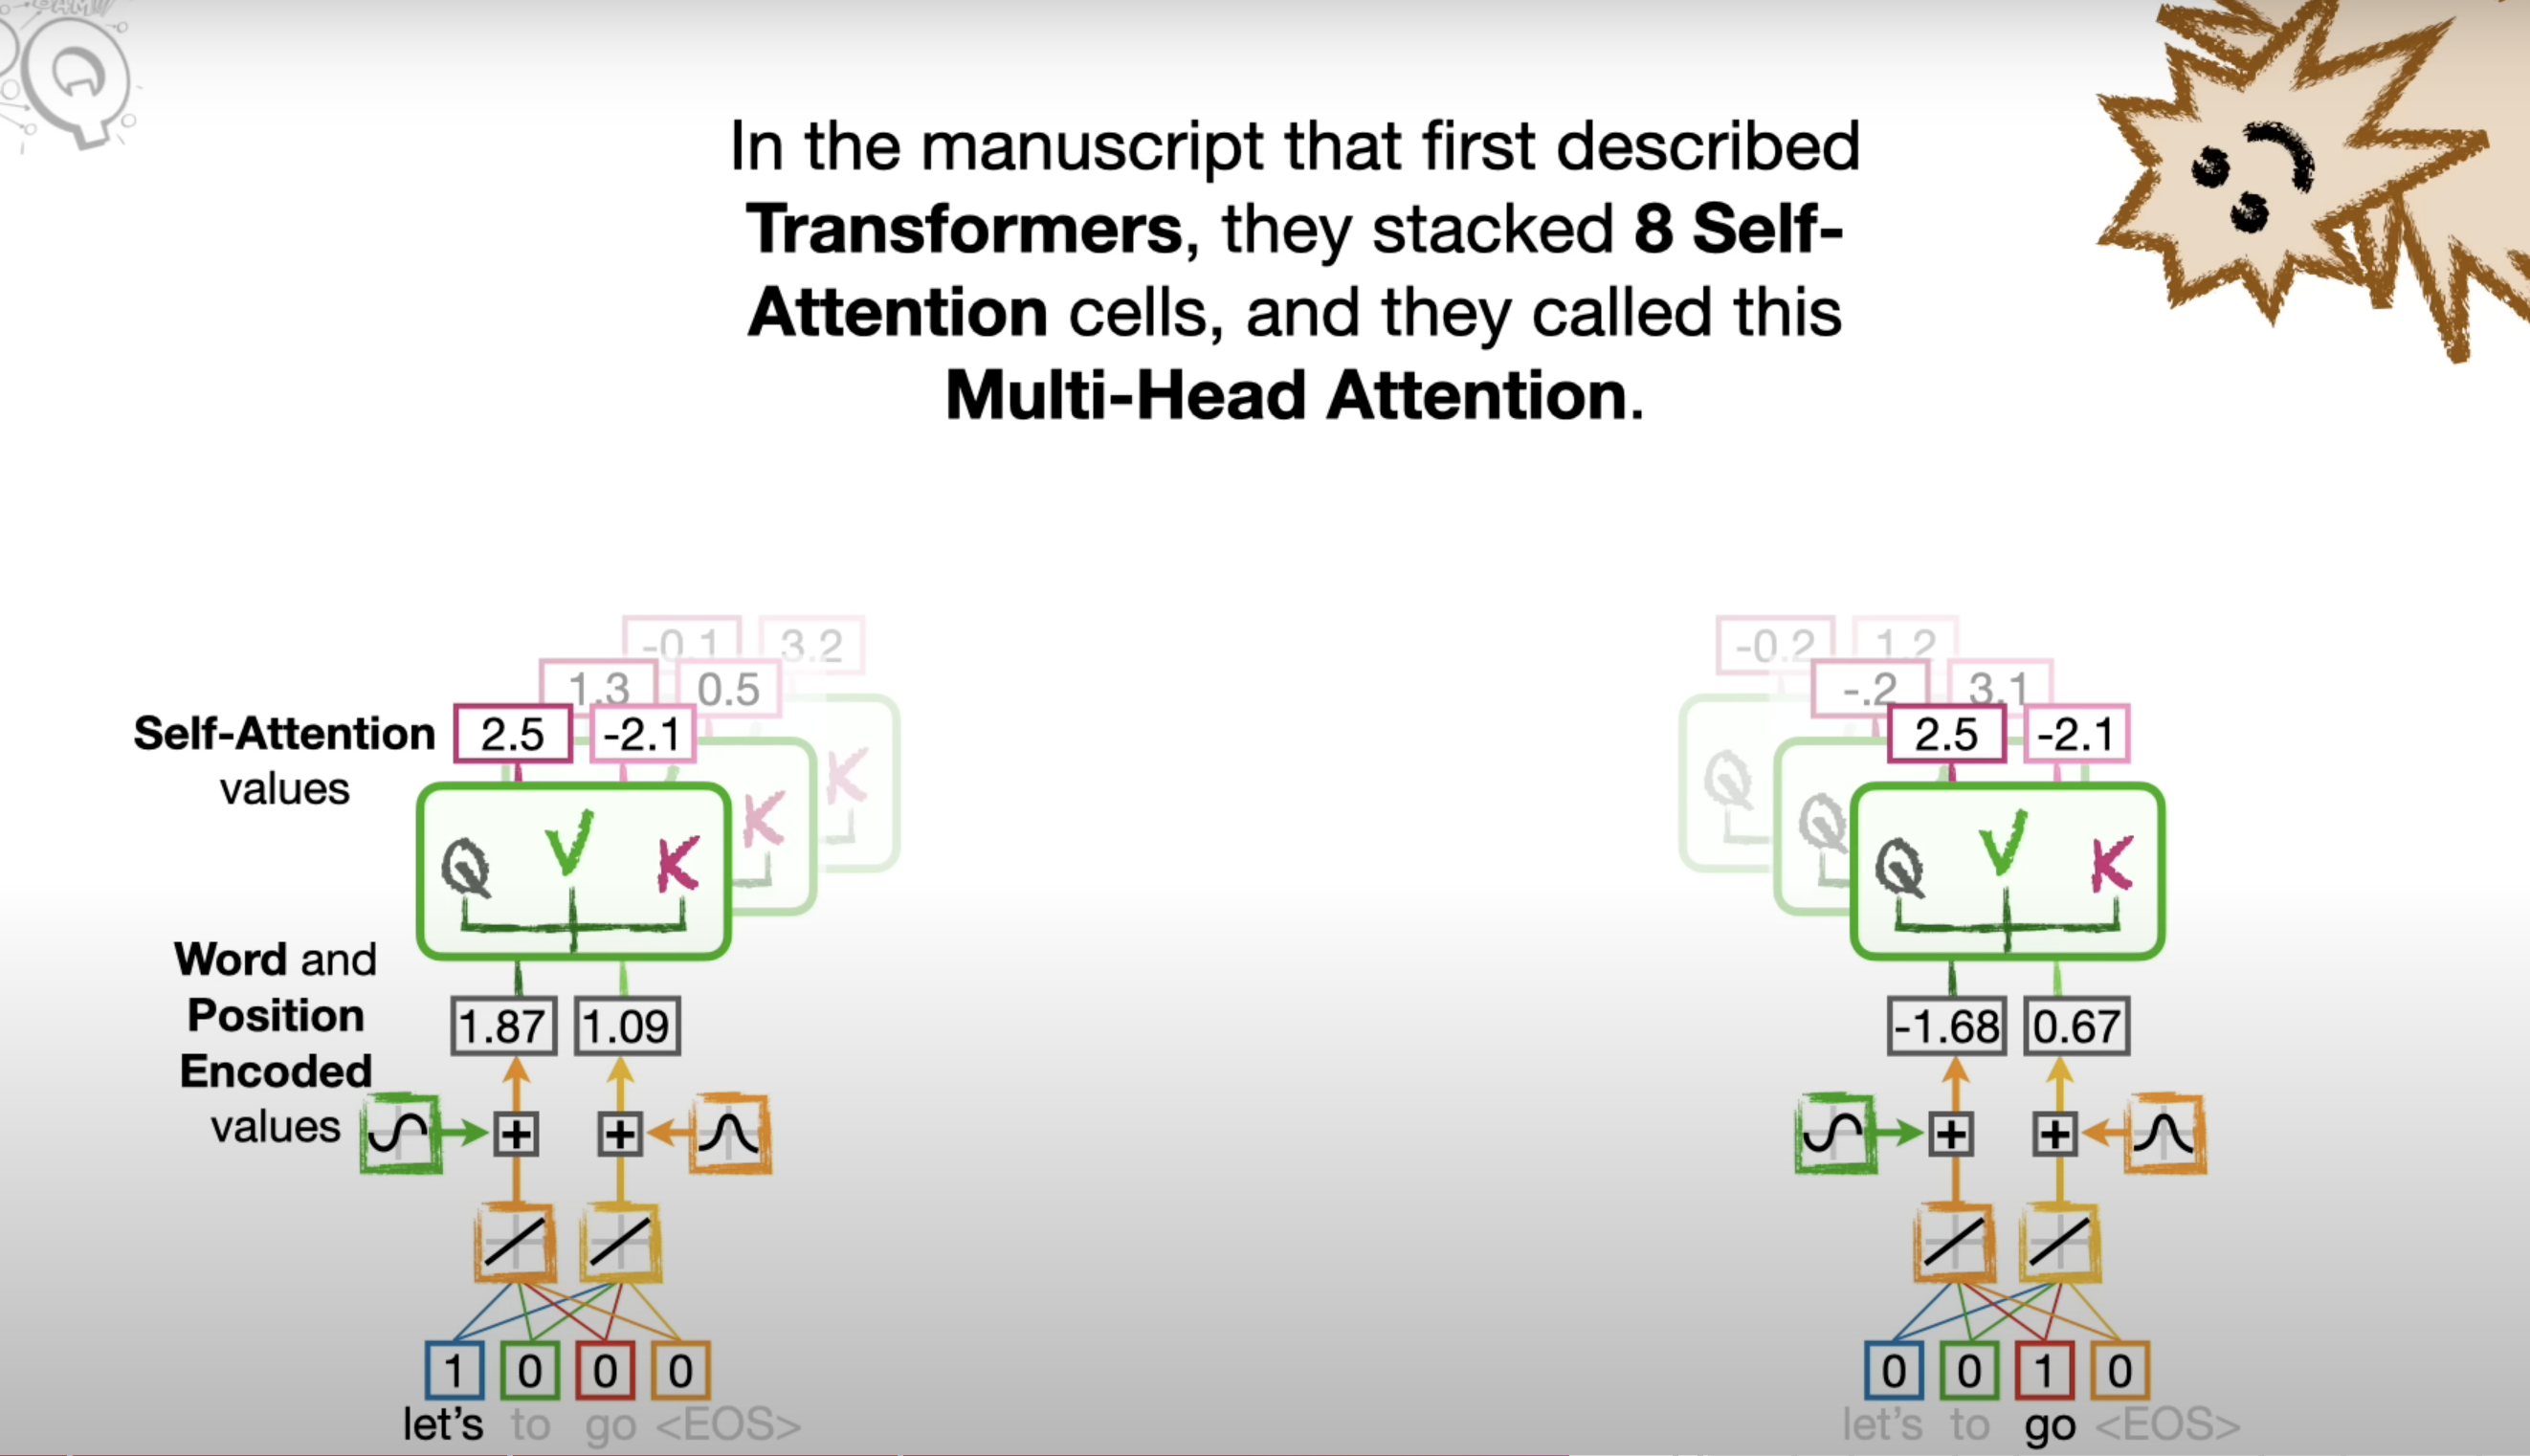 BAM!!
Q
In the manuscript that first described
Transformers, they stacked 8 Self-
Attention cells, and they called this
Multi-Head Attention.
-0.1 3.2
1.3 0.5
Self-Attention
values
2.5 -2.1
Q V K K K
Word and
Position
Encoded
values
1.87 1.09
+ +
1 0 0 0
let's to go <EOS>
-0.2 1.2
-.2 3.1
2.5 -2.1
Q Q Q V K
-1.68 0.67
+ +
0 0 1 0
let's to go <EOS>